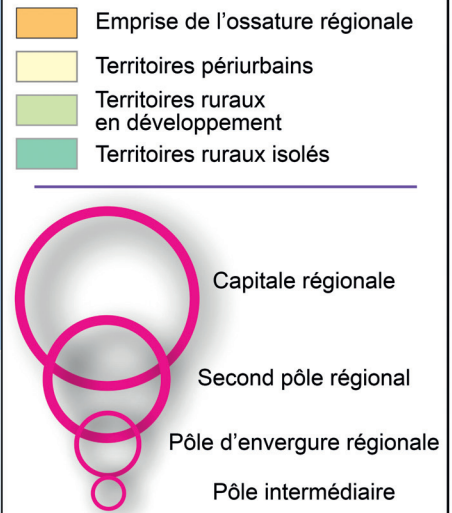 Emprise de l’ossature régionale
Territoires périurbains
Territoires ruraux
en développement
Territoires ruraux isolés
Capitale régionale
Second pôle régional
Pôle d’envergure régionale
Pôle intermédiaire